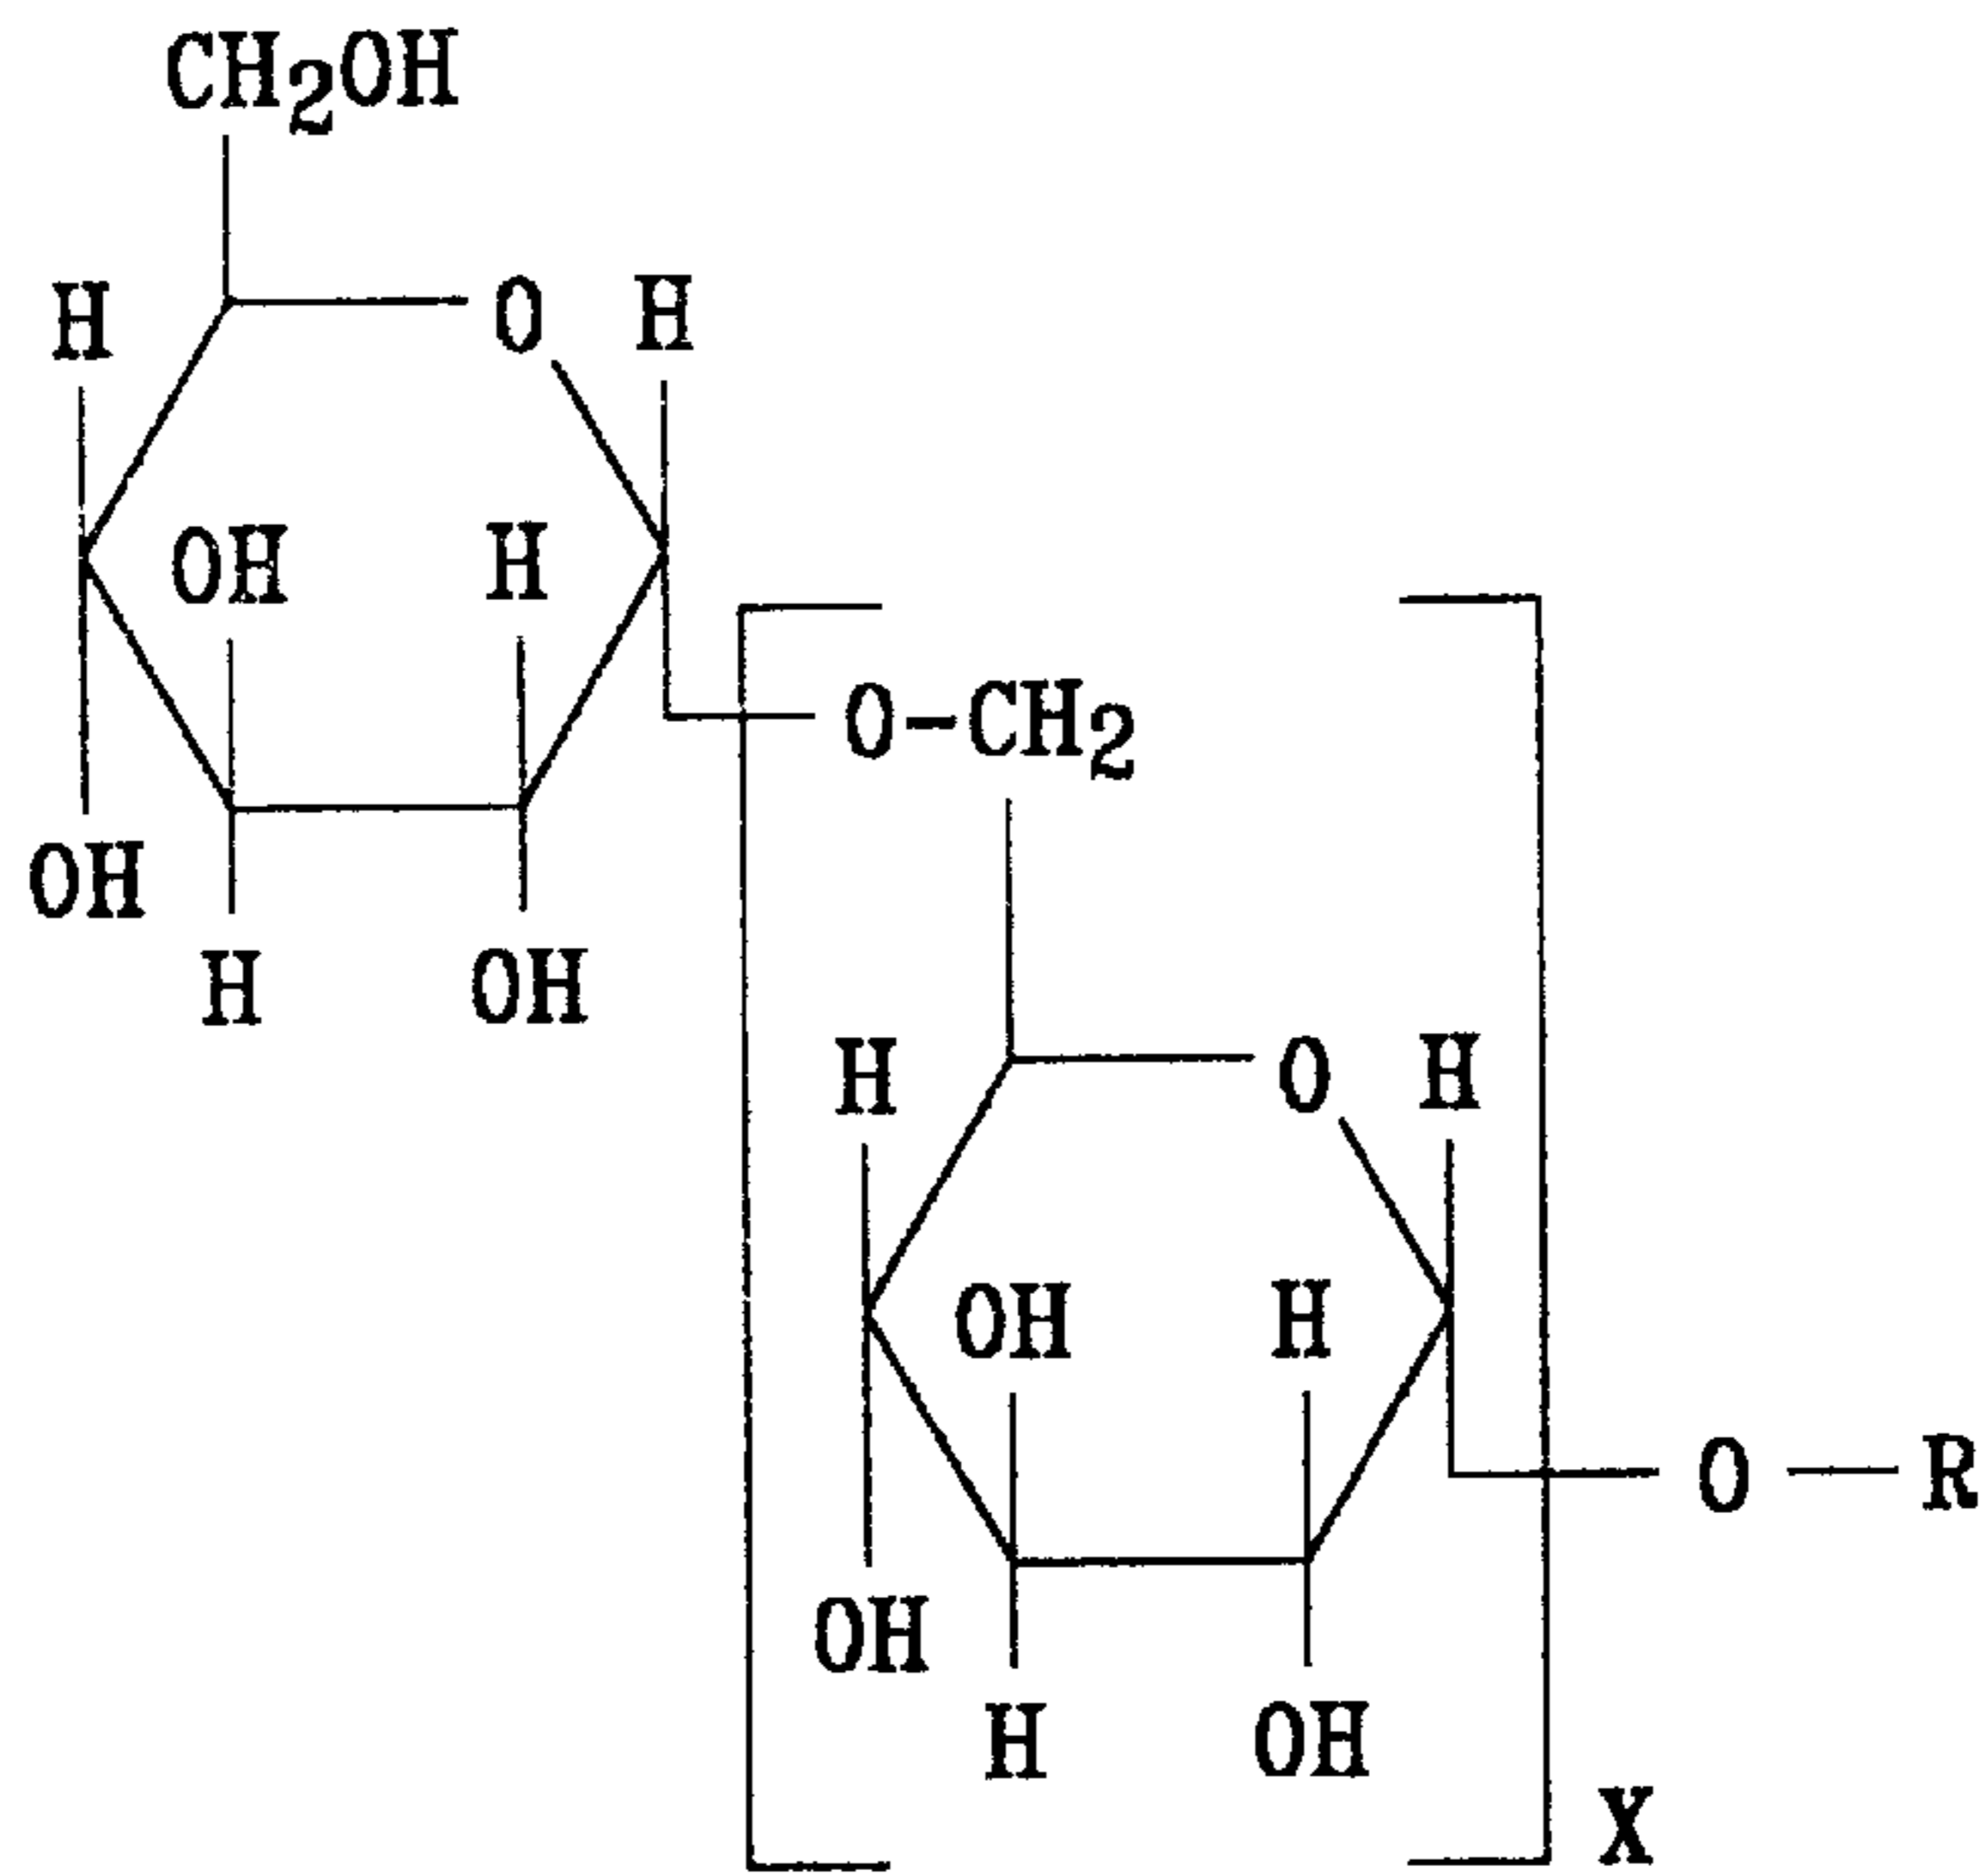 CH2OH
H O H
OH H
O-CH2
OH
H OH
H O H
OH H
O — R
OH
H OH
X